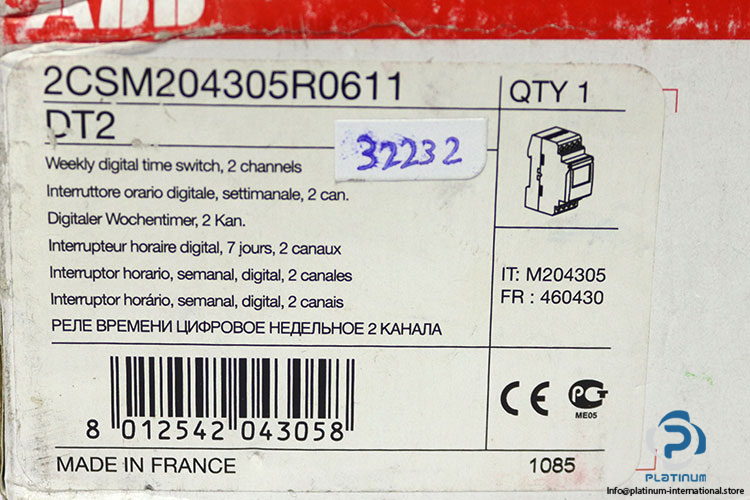 ABB
2CSM204305R0611
QTY 1
DT2
32232
Weekly digital time switch, 2 channels
Interruttore orario digitale, settimanale, 2 can.
Digitaler Wochentimer, 2 Kan.
Interrupteur horaire digital, 7 jours, 2 canaux
Interruptor horario, semanal, digital, 2 canales
Interruptor horário, semanal, digital, 2 canais
РЕЛЕ ВРЕМЕНИ ЦИФРОВОЕ НЕДЕЛЬНОЕ 2 КАНАЛА
IT: M204305
FR : 460430
CE
PCT
ME05
8 012542 043058
MADE IN FRANCE
1085
PLATINUM
Info@platinum-international.store